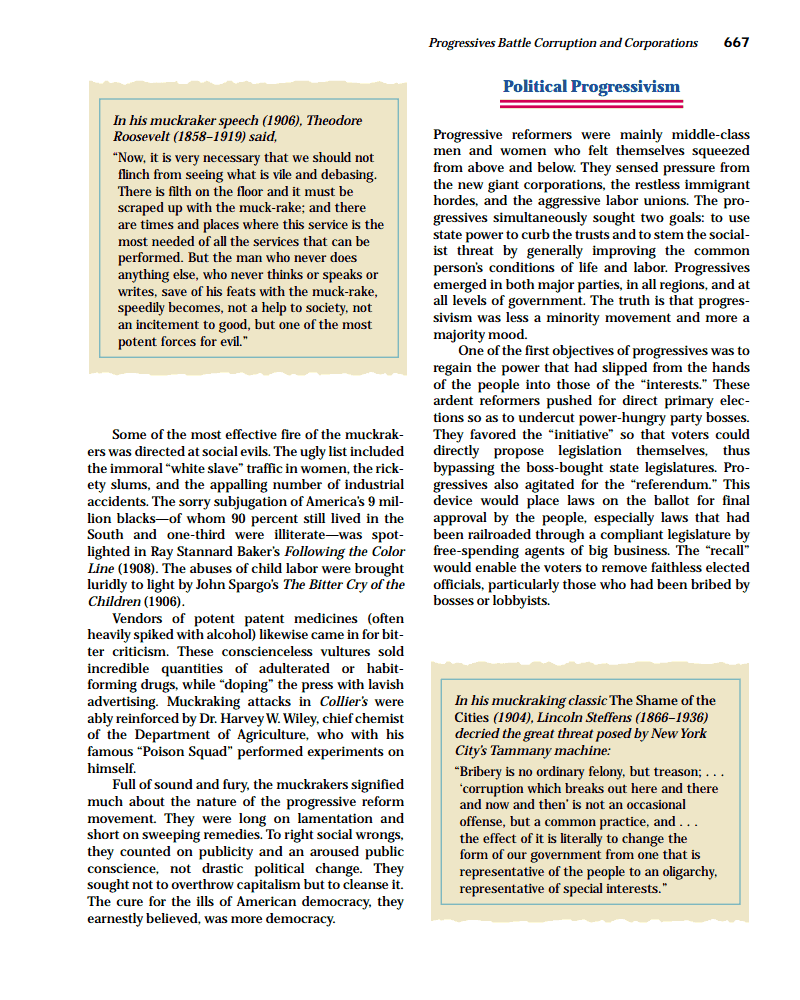 Progressives Battle Corruption and Corporations 667
In his muckraker speech (1906), Theodore
Roosevelt (1858–1919) said,
“Now, it is very necessary that we should not
flinch from seeing what is vile and debasing.
There is filth on the floor and it must be
scraped up with the muck-rake; and there
are times and places where this service is the
most needed of all the services that can be
performed. But the man who never does
anything else, who never thinks or speaks or
writes, save of his feats with the muck-rake,
speedily becomes, not a help to society, not
an incitement to good, but one of the most
potent forces for evil.”
Some of the most effective fire of the muckrak-
ers was directed at social evils. The ugly list included
the immoral “white slave” traffic in women, the rick-
ety slums, and the appalling number of industrial
accidents. The sorry subjugation of America’s 9 mil-
lion blacks—of whom 90 percent still lived in the
South and one-third were illiterate—was spot-
lighted in Ray Stannard Baker’s Following the Color
Line (1908). The abuses of child labor were brought
luridly to light by John Spargo’s The Bitter Cry of the
Children (1906).
Vendors of potent patent medicines (often
heavily spiked with alcohol) likewise came in for bit-
ter criticism. These conscienceless vultures sold
incredible quantities of adulterated or habit-
forming drugs, while “doping” the press with lavish
advertising. Muckraking attacks in Collier’s were
ably reinforced by Dr. Harvey W. Wiley, chief chemist
of the Department of Agriculture, who with his
famous “Poison Squad” performed experiments on
himself.
Full of sound and fury, the muckrakers signified
much about the nature of the progressive reform
movement. They were long on lamentation and
short on sweeping remedies. To right social wrongs,
they counted on publicity and an aroused public
conscience, not drastic political change. They
sought not to overthrow capitalism but to cleanse it.
The cure for the ills of American democracy, they
earnestly believed, was more democracy.
Political Progressivism
Progressive reformers were mainly middle-class
men and women who felt themselves squeezed
from above and below. They sensed pressure from
the new giant corporations, the restless immigrant
hordes, and the aggressive labor unions. The pro-
gressives simultaneously sought two goals: to use
state power to curb the trusts and to stem the social-
ist threat by generally improving the common
person’s conditions of life and labor. Progressives
emerged in both major parties, in all regions, and at
all levels of government. The truth is that progres-
sivism was less a minority movement and more a
majority mood.
One of the first objectives of progressives was to
regain the power that had slipped from the hands
of the people into those of the “interests.” These
ardent reformers pushed for direct primary elec-
tions so as to undercut power-hungry party bosses.
They favored the “initiative” so that voters could
directly propose legislation themselves, thus
bypassing the boss-bought state legislatures. Pro-
gressives also agitated for the “referendum.” This
device would place laws on the ballot for final
approval by the people, especially laws that had
been railroaded through a compliant legislature by
free-spending agents of big business. The “recall”
would enable the voters to remove faithless elected
officials, particularly those who had been bribed by
bosses or lobbyists.
In his muckraking classic The Shame of the
Cities (1904), Lincoln Steffens (1866–1936)
decried the great threat posed by New York
City’s Tammany machine:
“Bribery is no ordinary felony, but treason; . . .
‘corruption which breaks out here and there
and now and then’ is not an occasional
offense, but a common practice, and . . .
the effect of it is literally to change the
form of our government from one that is
representative of the people to an oligarchy,
representative of special interests.”